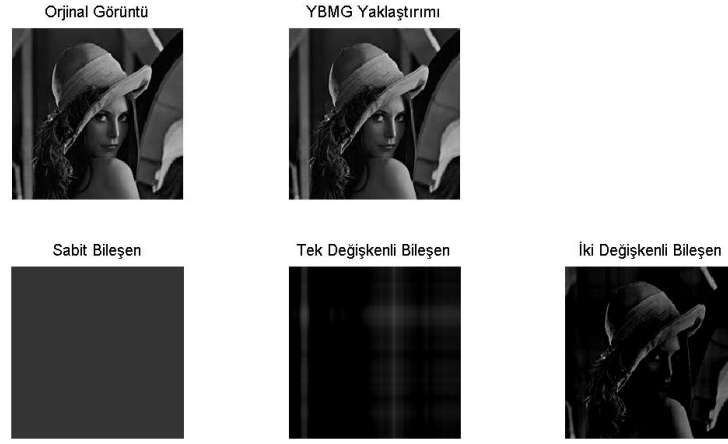 Orjinal Görüntü
YBMG Yaklaştırımı
Sabit Bileşen
Tek Değişkenli Bileşen
İki Değişkenli Bileşen